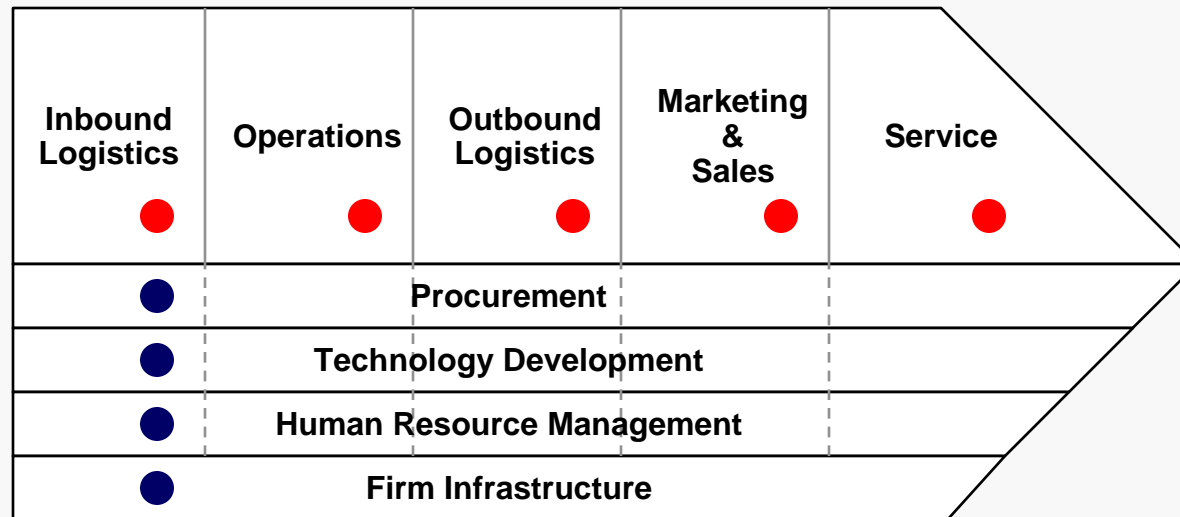 Inbound
Logistics
Operations
Outbound
Logistics
Marketing
&
Sales
Service
Procurement
Technology Development
Human Resource Management
Firm Infrastructure